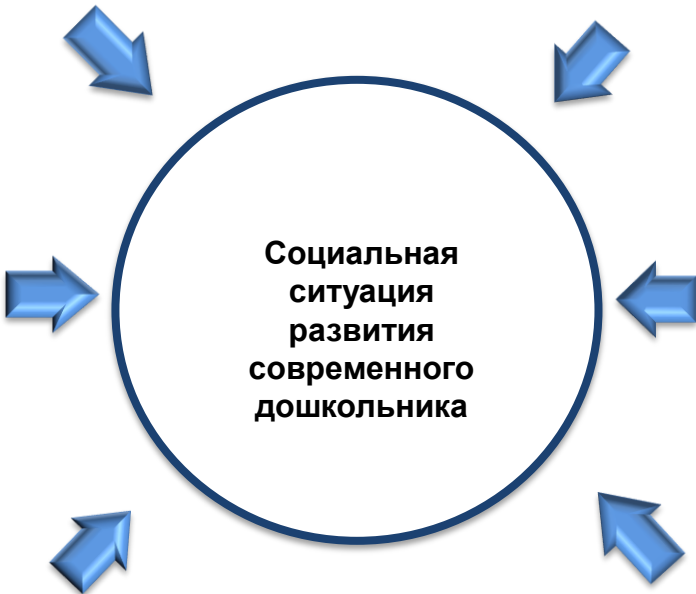 Социальная
ситуация
развития
современного
дошкольника